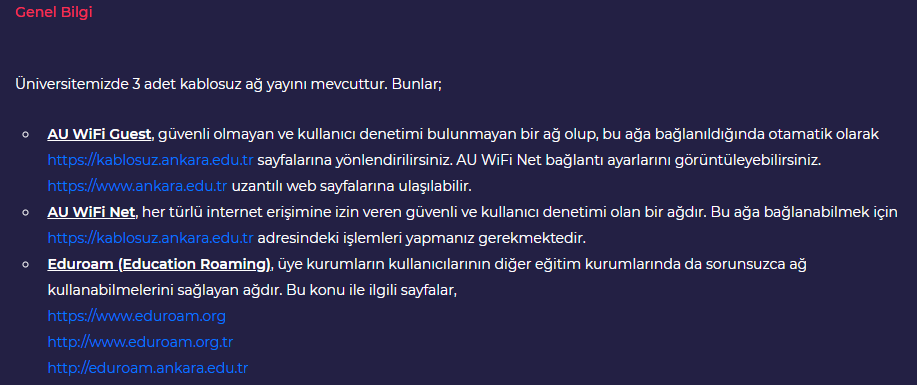 Genel Bilgi
Üniversitemizde 3 adet kablosuz ağ yayını mevcuttur. Bunlar;
AU WiFi Guest, güvenli olmayan ve kullanıcı denetimi bulunmayan bir ağ olup, bu ağa bağlanıldığında otamatik olarak
https://kablosuz.ankara.edu.tr sayfalarına yönlendirilirsiniz. AU WiFi Net bağlantı ayarlarını görüntüleyebilirsiniz.
https://www.ankara.edu.tr uzantılı web sayfalarına ulaşılabilir.
AU WiFi Net, her türlü internet erişimine izin veren güvenli ve kullanıcı denetimi olan bir ağdır. Bu ağa bağlanabilmek için
https://kablosuz.ankara.edu.tr adresindeki işlemleri yapmanız gerekmektedir.
Eduroam (Education Roaming), üye kurumların kullanıcılarının diğer eğitim kurumlarında da sorunsuzca ağ
kullanabilmelerini sağlayan ağdır. Bu konu ile ilgili sayfalar,
https://www.eduroam.org
http://www.eduroam.org.tr
http://eduroam.ankara.edu.tr